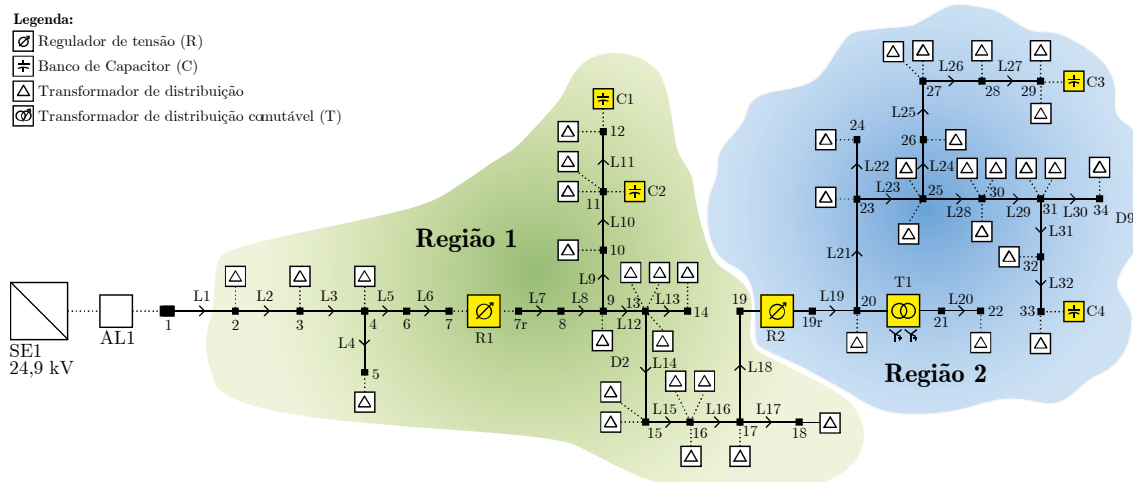 Legenda:
Regulador de tensão (R)
Banco de Capacitor (C)
Transformador de distribuição
Transformador de distribuição comutável (T)
SE1
24,9 kV
AL1
1
L1
2
L2
3
L3
4
L4
5
L5
6
L6
7
R1
7r
L7
8
L8
9
L9
10
L10
11
C2
L11
12
C1
Região 1
L12
13
L13
14
D2
L14
15
L15
16
L16
17
L17
18
L18
19
R2
19r
L19
20
T1
21
L20
22
L21
23
L22
24
L23
25
L24
26
L25
27
L26
28
L27
29
C3
L28
30
L29
31
L30
34
D9
L31
32
L32
33
C4
Região 2